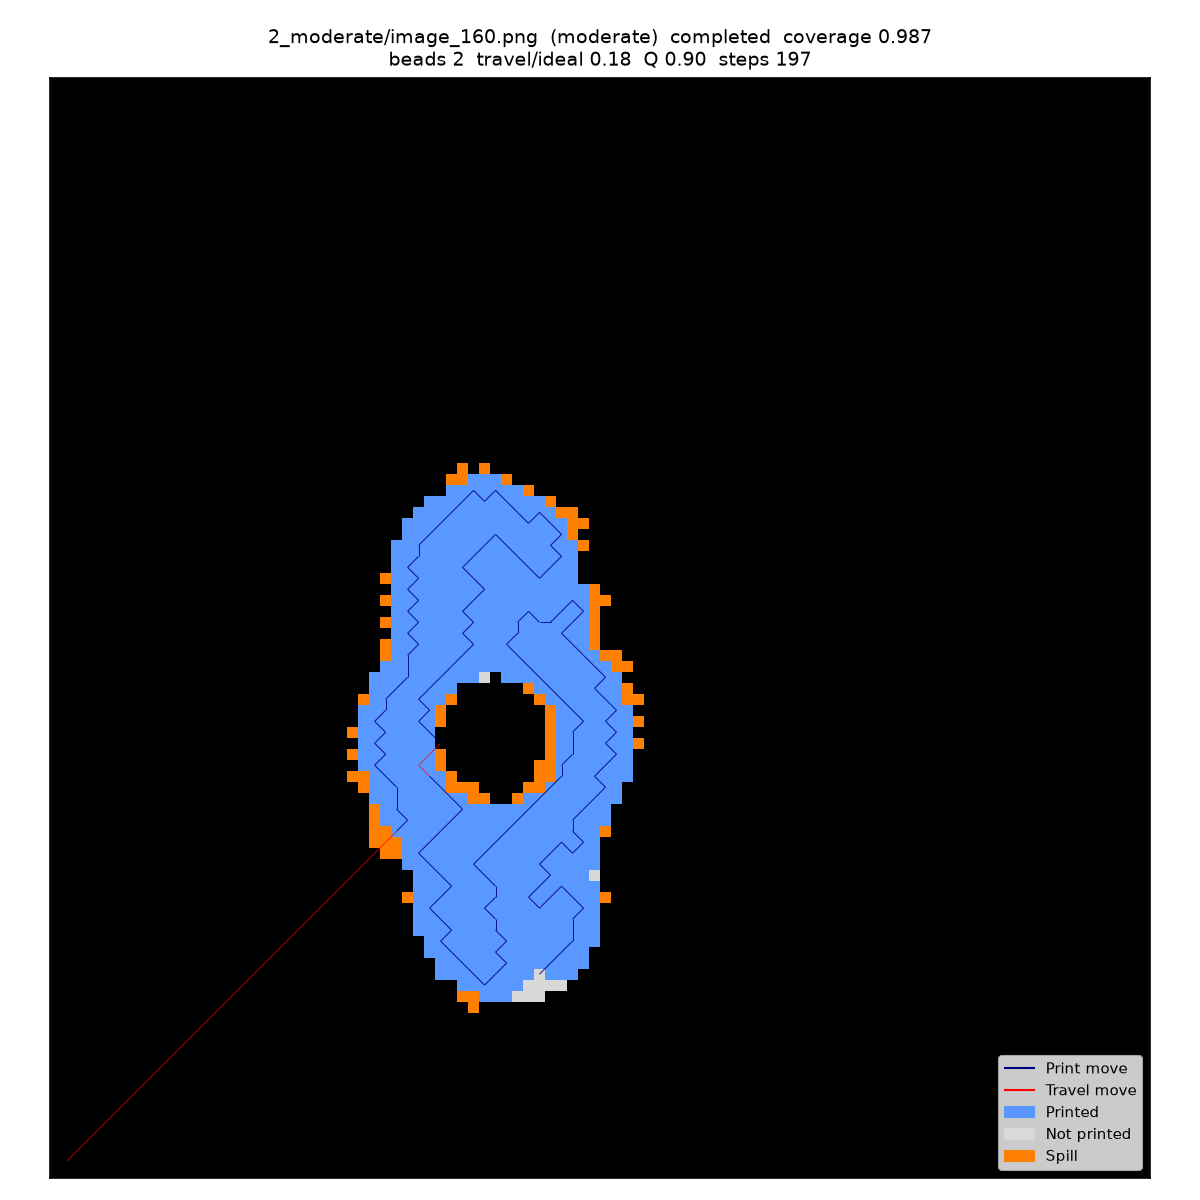 2_moderate/image_160.png  (moderate)  completed  coverage 0.987
beads 2  travel/ideal 0.18  Q 0.90  steps 197
Print move
Travel move
Printed
Not printed
Spill